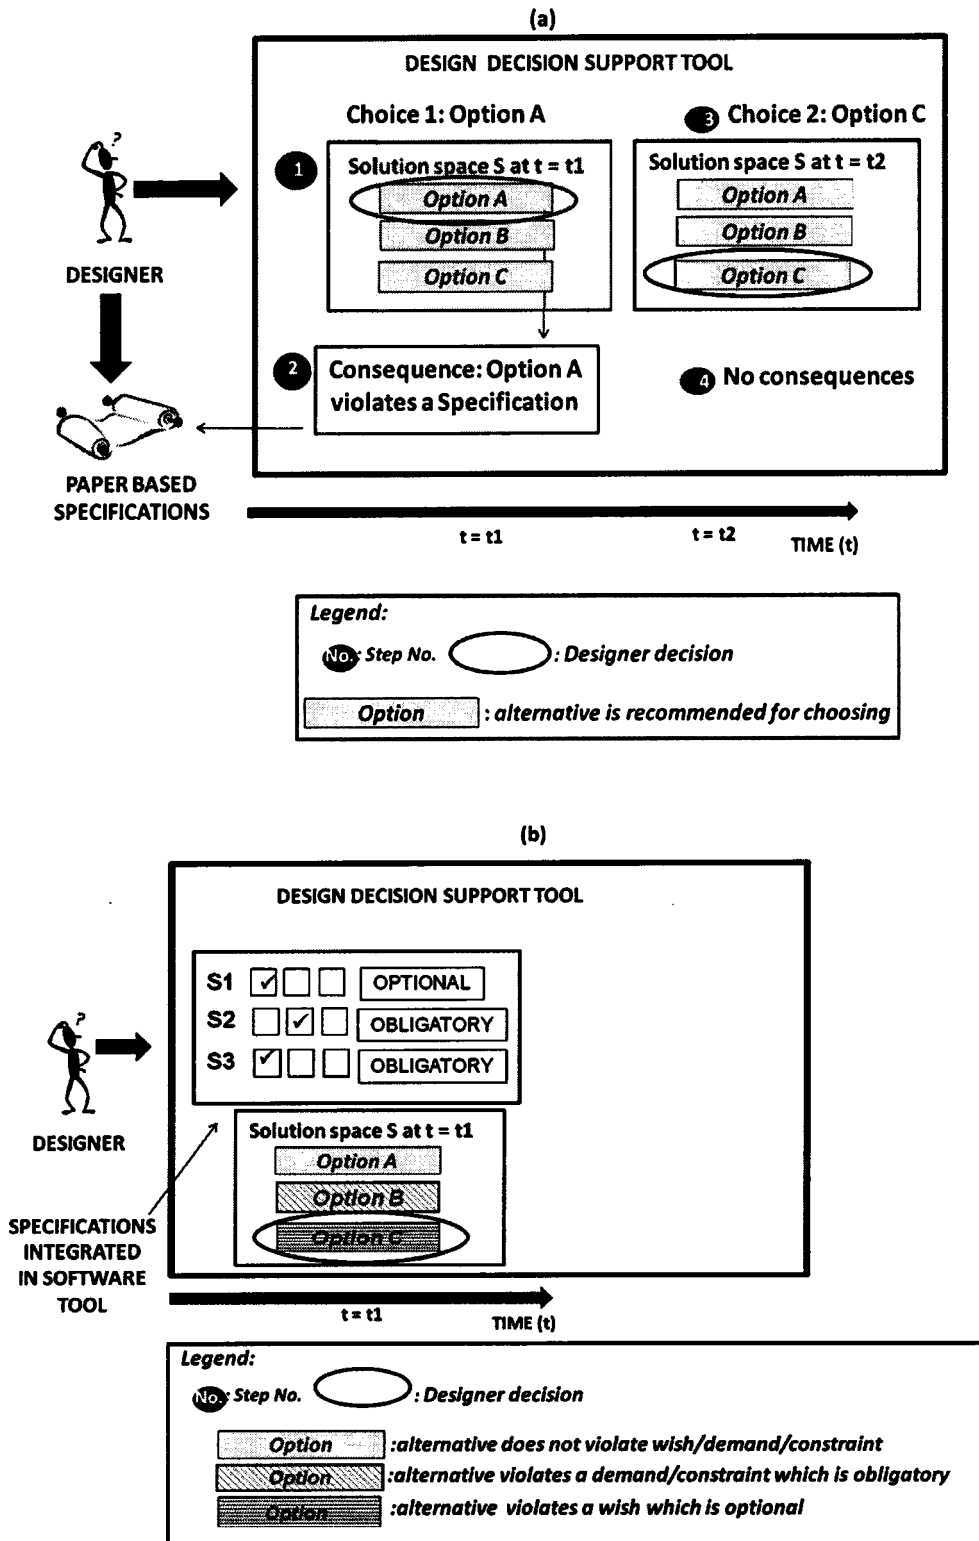 (a)
DESIGN DECISION SUPPORT TOOL
Choice 1: Option A
3 Choice 2: Option C
?
1
Solution space S at t = t1
Option A
Option B
Option C
Solution space S at t = t2
Option A
Option B
Option C
DESIGNER
2
Consequence: Option A
violates a Specification
4 No consequences
PAPER BASED
SPECIFICATIONS
t = t1
t = t2
TIME (t)
Legend:
No. : Step No.
: Designer decision
Option : alternative is recommended for choosing
(b)
DESIGN DECISION SUPPORT TOOL
S1 ✓ OPTIONAL
S2 ✓ OBLIGATORY
S3 ✓ OBLIGATORY
?
DESIGNER
Solution space S at t = t1
Option A
Option B
Option C
SPECIFICATIONS
INTEGRATED
IN SOFTWARE
TOOL
t = t1
TIME (t)
Legend:
No. : Step No.
: Designer decision
Option :alternative does not violate wish/demand/constraint
Option :alternative violates a demand/constraint which is obligatory
Option :alternative violates a wish which is optional